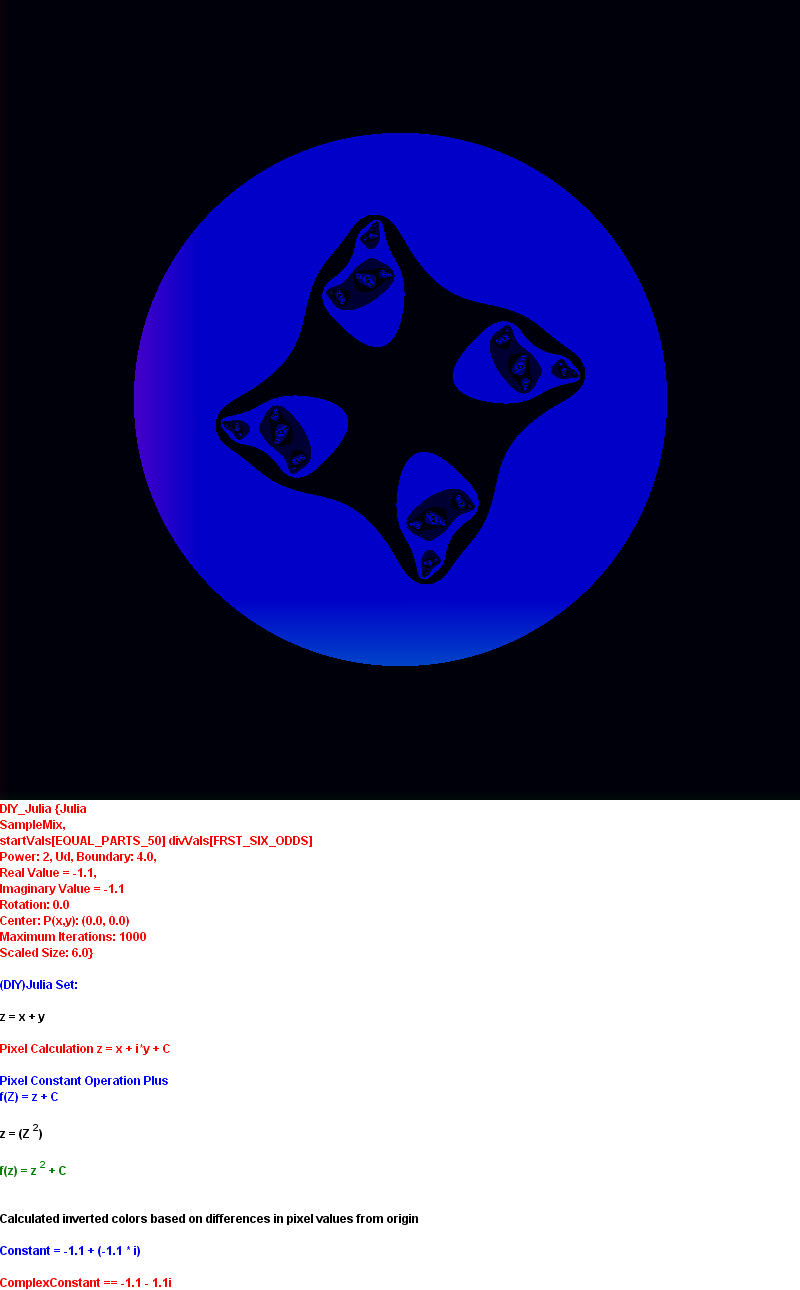 DIY_Julia {Julia
SampleMix,
startVals[EQUAL_PARTS_50] divVals[FRST_SIX_ODDS]
Power: 2, Ud, Boundary: 4.0,
Real Value = -1.1,
Imaginary Value = -1.1
Rotation: 0.0
Center: P(x,y): (0.0, 0.0)
Maximum Iterations: 1000
Scaled Size: 6.0}
(DIY)Julia Set:
z = x + y
Pixel Calculation z = x + i*y + C
Pixel Constant Operation Plus
f(Z) = z + C
z = (Z 2)
f(z) = z 2 + C
Calculated inverted colors based on differences in pixel values from origin
Constant = -1.1 + (-1.1 * i)
ComplexConstant == -1.1 - 1.1i